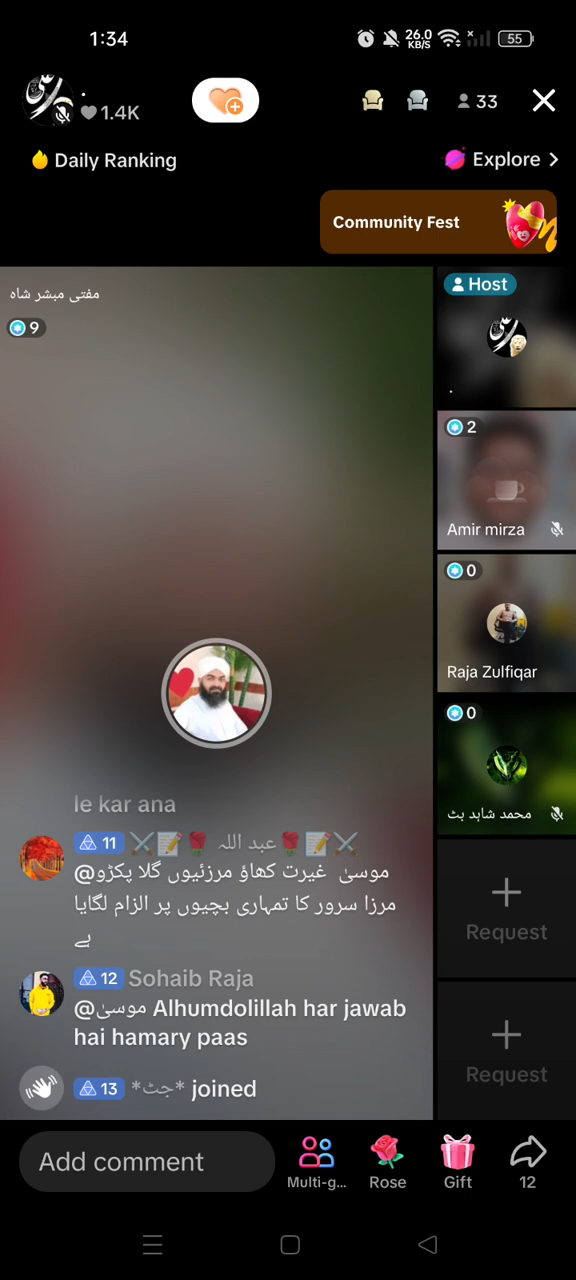 1:34
26.0
KB/S
55
.
1.4K
33
Daily Ranking
Explore >
Community Fest
مفتی مبشر شاہ
9
Host
.
2
Amir mirza
0
Raja Zulfiqar
0
محمد شاہد بٹ
Request
Request
le kar ana
11 ⚔️📝🌹 عبد اللہ 🌹📝⚔️
@موسیٰ غیرت کھاؤ مرزئیوں گلا پکڑو
مرزا سرور کا تمہاری بچیوں پر الزام لگایا
ہے
12 Sohaib Raja
@موسیٰ Alhumdolillah har jawab
hai hamary paas
13 *جٹ* joined
Add comment
Multi-g...
Rose
Gift
12